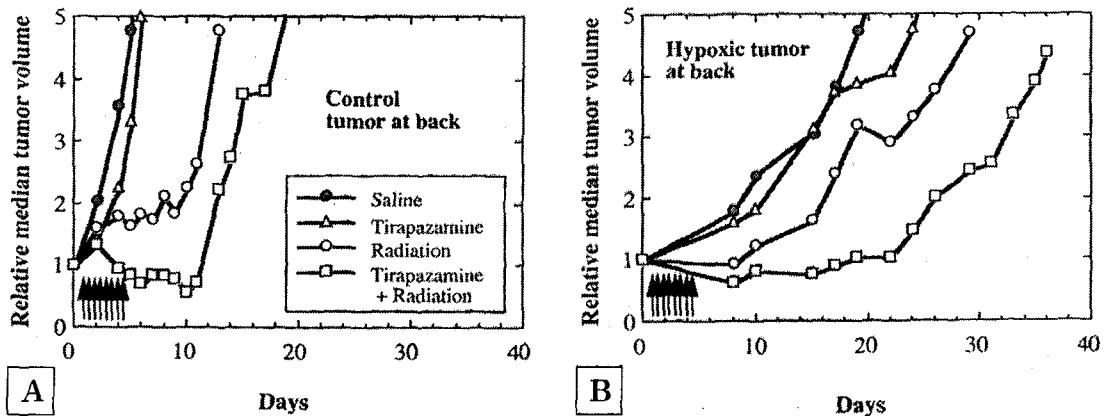 Relative median tumor volume
5
4
3
2
1
0
Control
tumor at back
Saline
Tirapazamine
Radiation
Tirapazamine
+ Radiation
0
10
20
30
40
Days
A
Relative median tumor volume
5
4
3
2
1
0
Hypoxic tumor
at back
0
10
20
30
40
Days
B